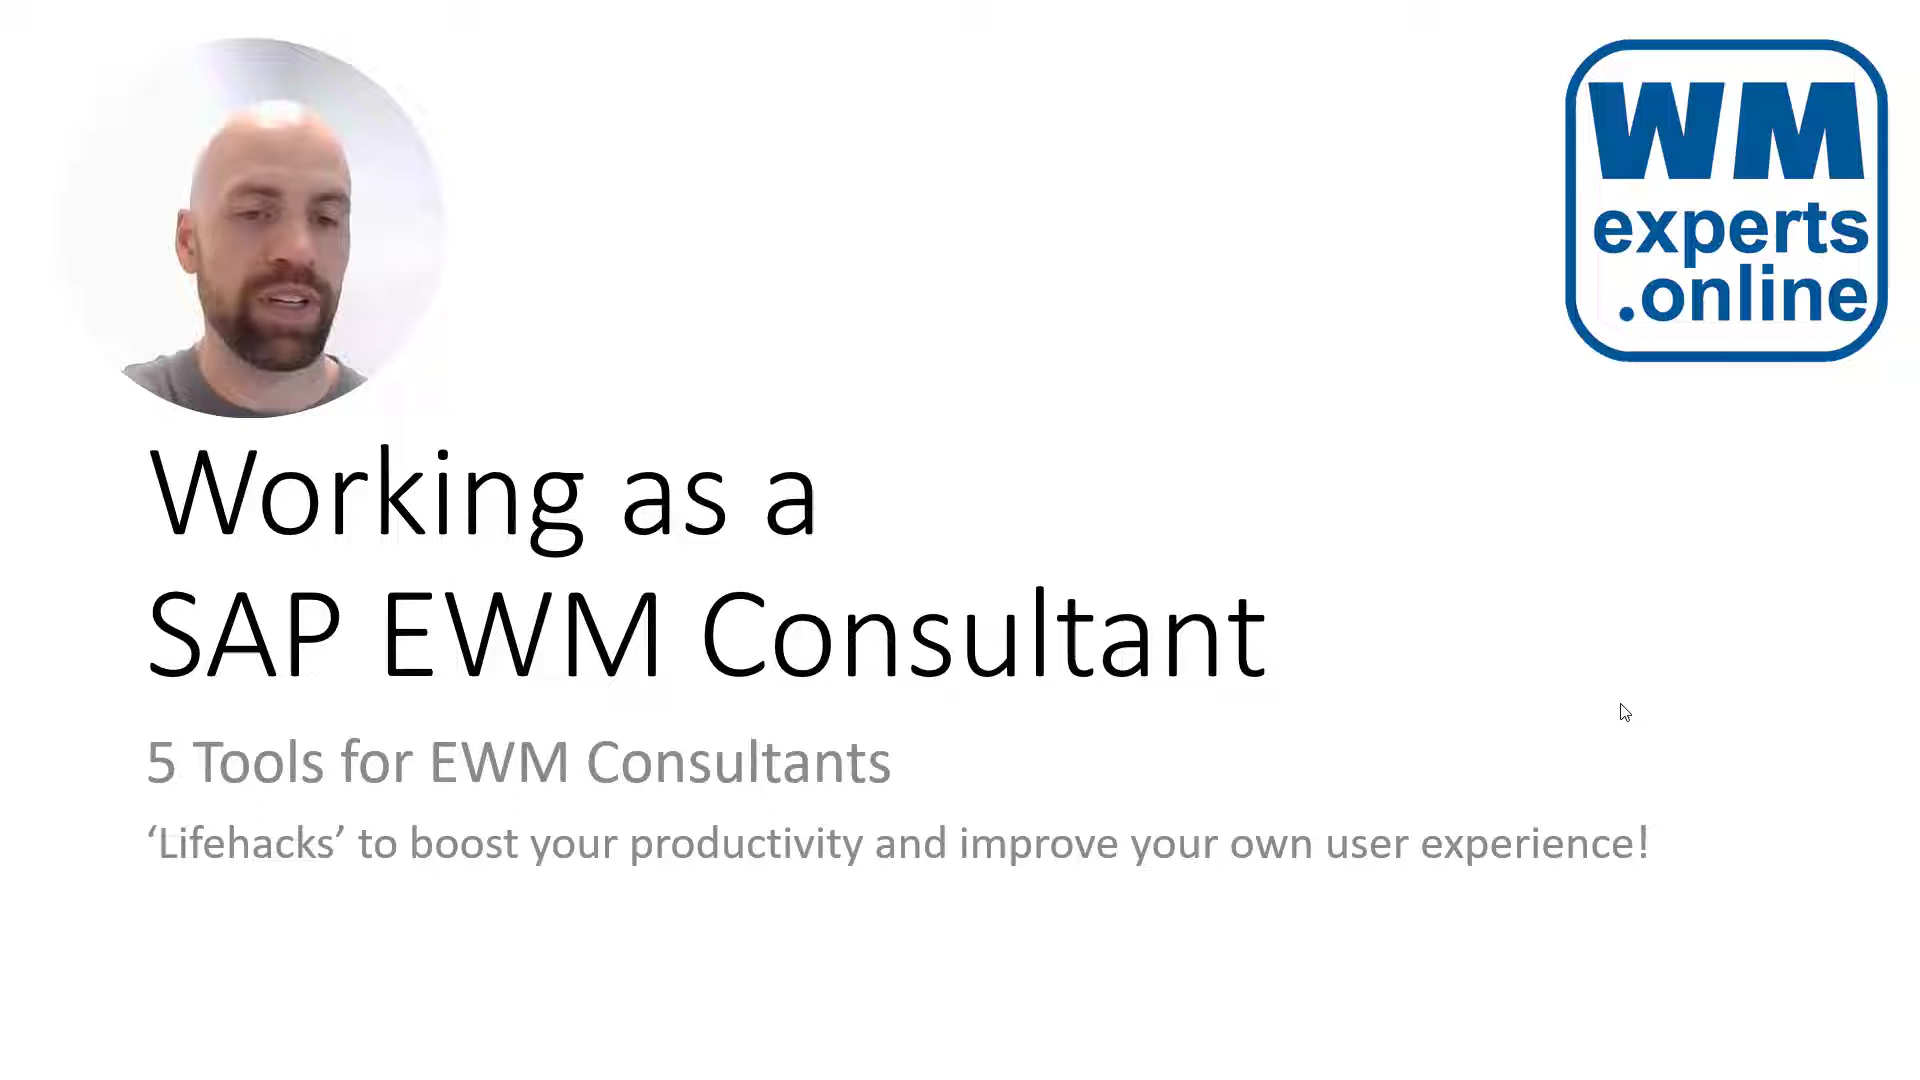 WM
experts
.online
Working as a
SAP EWM Consultant
5 Tools for EWM Consultants
‘Lifehacks’ to boost your productivity and improve your own user experience!